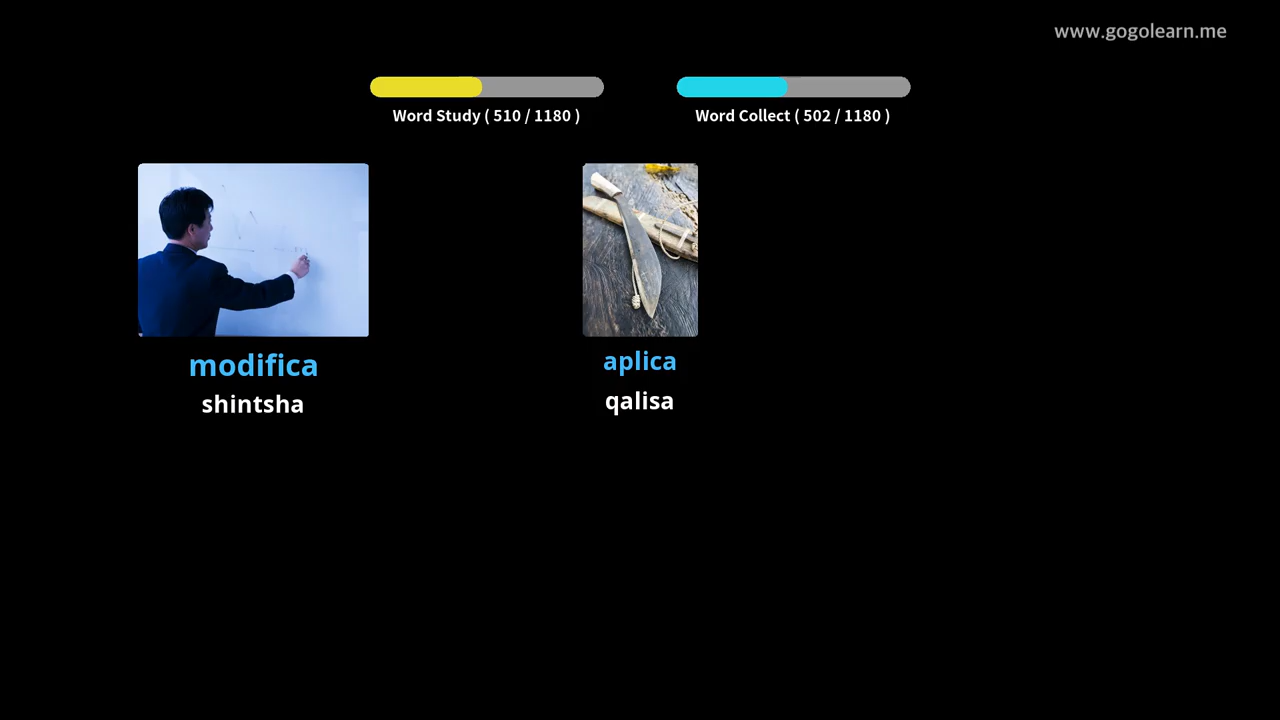 www.gogolearn.me
Word Study ( 510 / 1180 )
Word Collect ( 502 / 1180 )
modifica
shintsha
aplica
qalisa